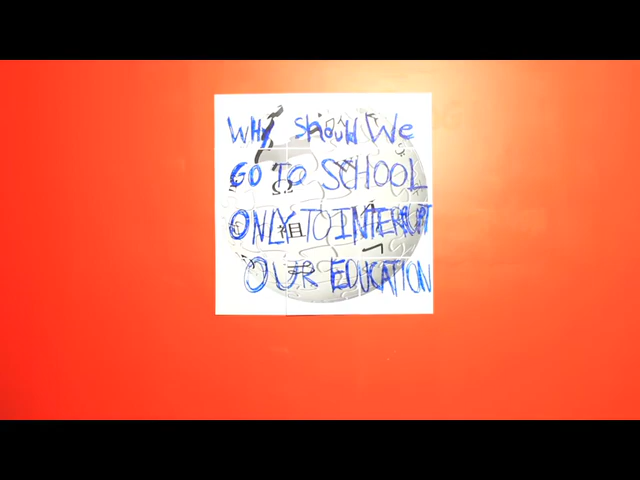 WHY Should We
GO TO SCHOOL
ONLY TO INTERRUPT
OUR EDUCATION